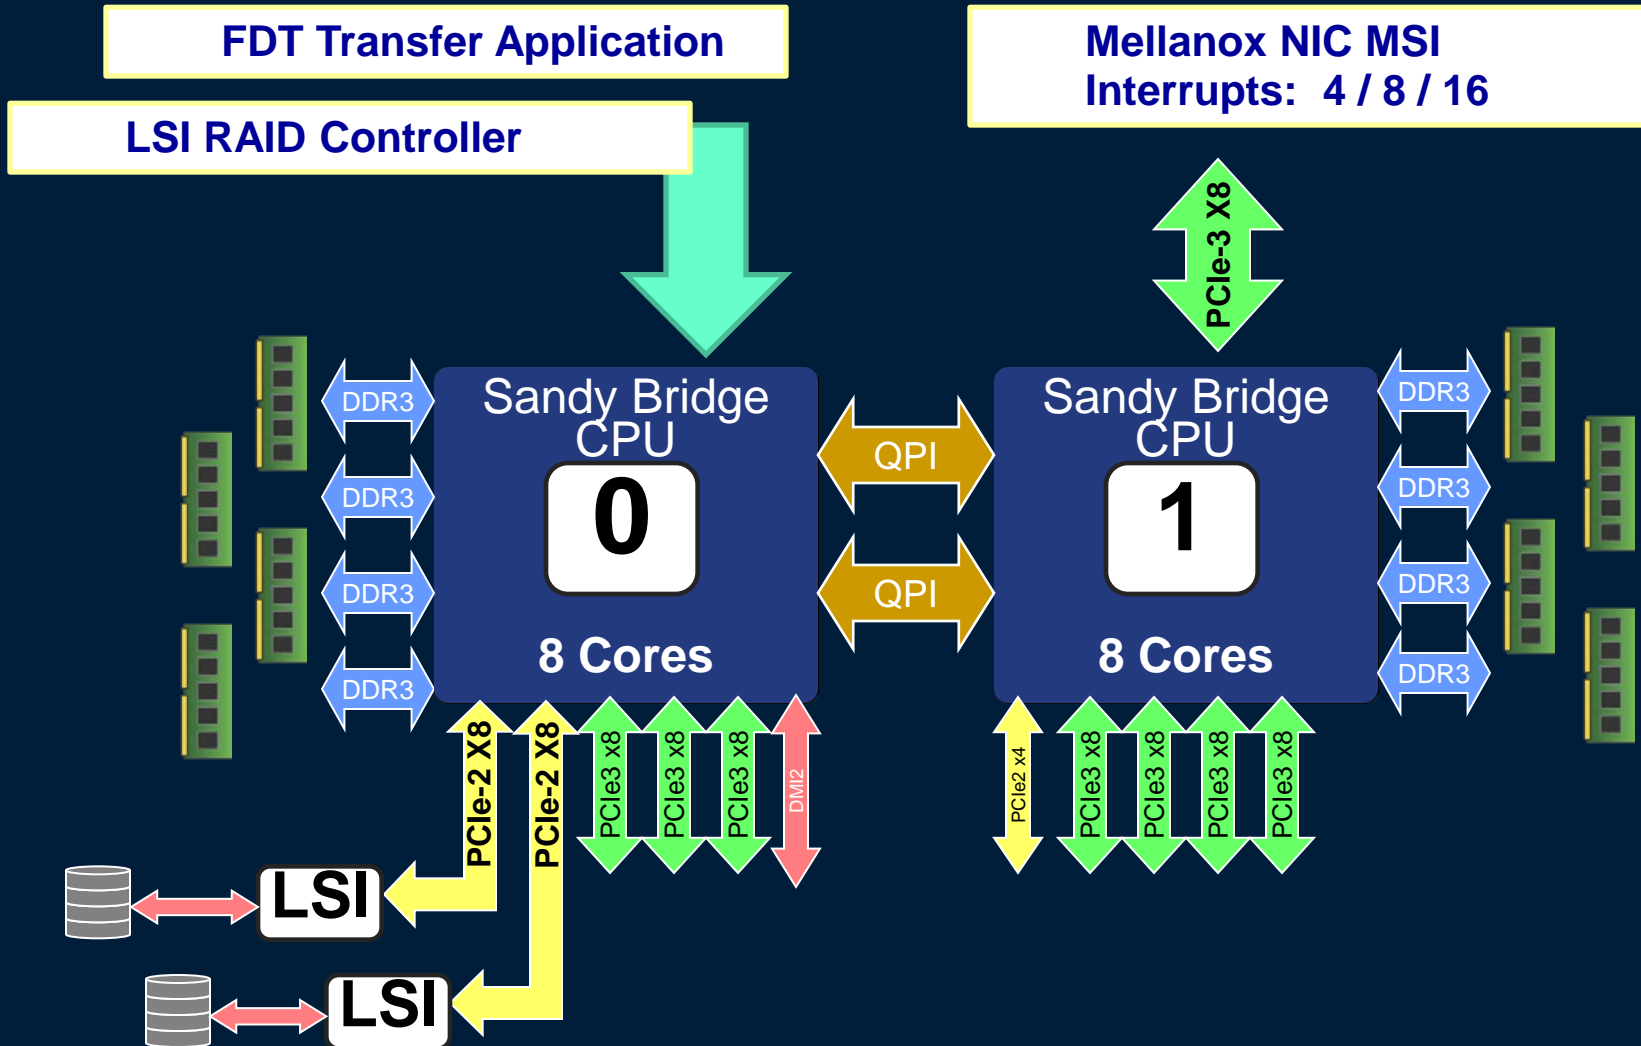 FDT Transfer Application
Mellanox NIC MSI
Interrupts: 4 / 8 / 16
LSI RAID Controller
PCIe-3 X8
Sandy Bridge
CPU
0
8 Cores
Sandy Bridge
CPU
1
8 Cores
QPI
QPI
DDR3
DDR3
DDR3
DDR3
DDR3
DDR3
DDR3
DDR3
PCIe-2 X8
PCIe-2 X8
PCIe3 x8
PCIe3 x8
PCIe3 x8
DMI2
PCIe2 x4
PCIe3 x8
PCIe3 x8
PCIe3 x8
PCIe3 x8
LSI
LSI